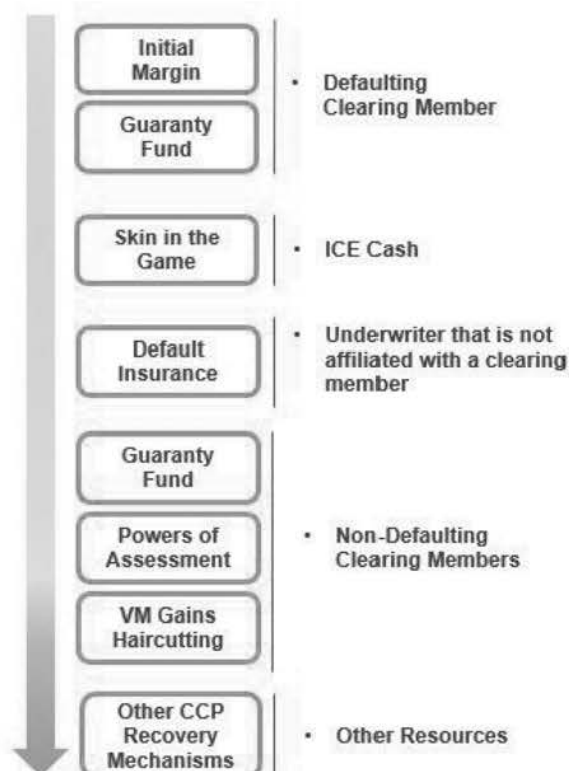 Initial
Margin
Guaranty
Fund
• Defaulting
Clearing Member
Skin in the
Game
• ICE Cash
Default
Insurance
• Underwriter that is not
affiliated with a clearing
member
Guaranty
Fund
Powers of
Assessment
VM Gains
Haircutting
• Non-Defaulting
Clearing Members
Other CCP
Recovery
Mechanisms
• Other Resources